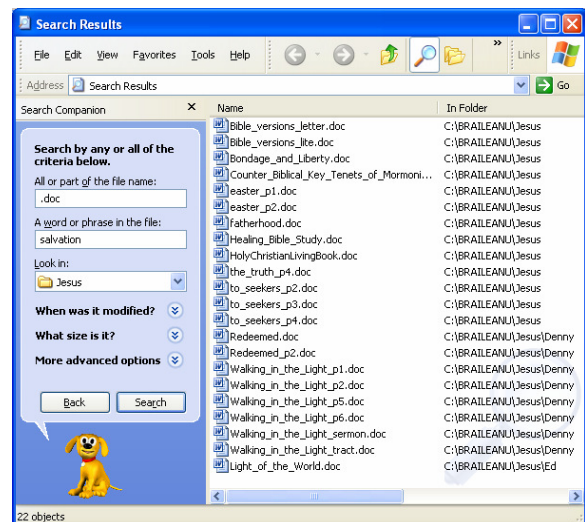 Search Results
File Edit View Favorites Tools Help » Links
Address Search Results Go
Search Companion ×
Search by any or all of the
criteria below.
All or part of the file name:
.doc
A word or phrase in the file:
salvation
Look in:
Jesus
When was it modified?
What size is it?
More advanced options
Back Search
Name In Folder
Bible_versions_letter.doc C:\BRAILEANU\Jesus
Bible_versions_lite.doc C:\BRAILEANU\Jesus
Bondage_and_Liberty.doc C:\BRAILEANU\Jesus
Counter_Biblical_Key_Tenets_of_Mormoni... C:\BRAILEANU\Jesus
easter_p1.doc C:\BRAILEANU\Jesus
easter_p2.doc C:\BRAILEANU\Jesus
fatherhood.doc C:\BRAILEANU\Jesus
Healing_Bible_Study.doc C:\BRAILEANU\Jesus
HolyChristianLivingBook.doc C:\BRAILEANU\Jesus
the_truth_p4.doc C:\BRAILEANU\Jesus
to_seekers_p2.doc C:\BRAILEANU\Jesus
to_seekers_p3.doc C:\BRAILEANU\Jesus
to_seekers_p4.doc C:\BRAILEANU\Jesus
Redeemed.doc C:\BRAILEANU\Jesus\Denny
Redeemed_p2.doc C:\BRAILEANU\Jesus\Denny
Walking_in_the_Light_p1.doc C:\BRAILEANU\Jesus\Denny
Walking_in_the_Light_p2.doc C:\BRAILEANU\Jesus\Denny
Walking_in_the_Light_p5.doc C:\BRAILEANU\Jesus\Denny
Walking_in_the_Light_p6.doc C:\BRAILEANU\Jesus\Denny
Walking_in_the_Light_sermon.doc C:\BRAILEANU\Jesus\Denny
Walking_in_the_Light_tract.doc C:\BRAILEANU\Jesus\Denny
Light_of_the_World.doc C:\BRAILEANU\Jesus\Ed
22 objects